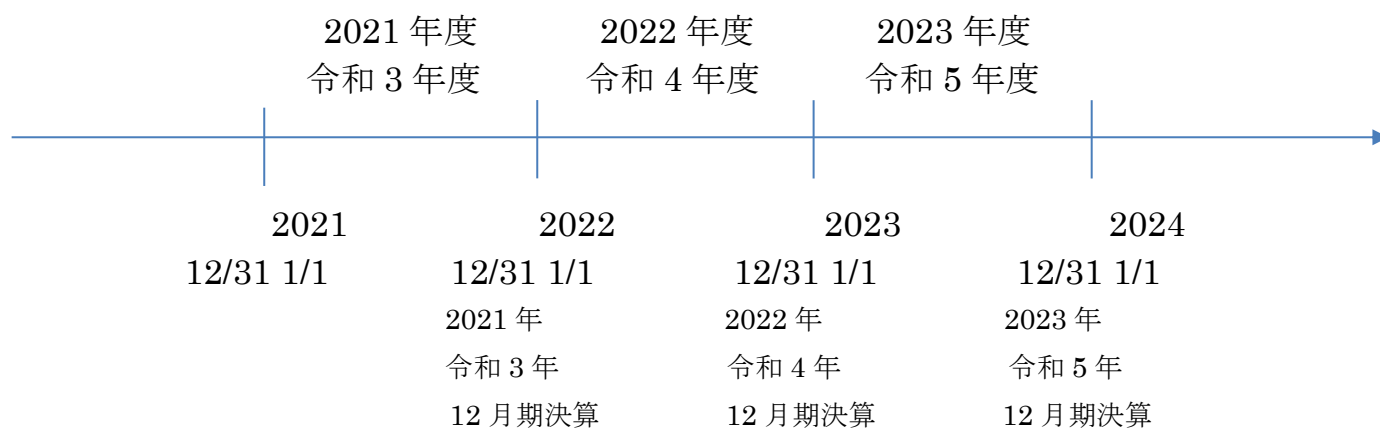 2021 年度 2022 年度 2023 年度
令和 3 年度 令和 4 年度 令和 5 年度
2021 2022 2023 2024
12/31 1/1 12/31 1/1 12/31 1/1 12/31 1/1
2021 年 2022 年 2023 年
令和 3 年 令和 4 年 令和 5 年
12 月期決算 12 月期決算 12 月期決算